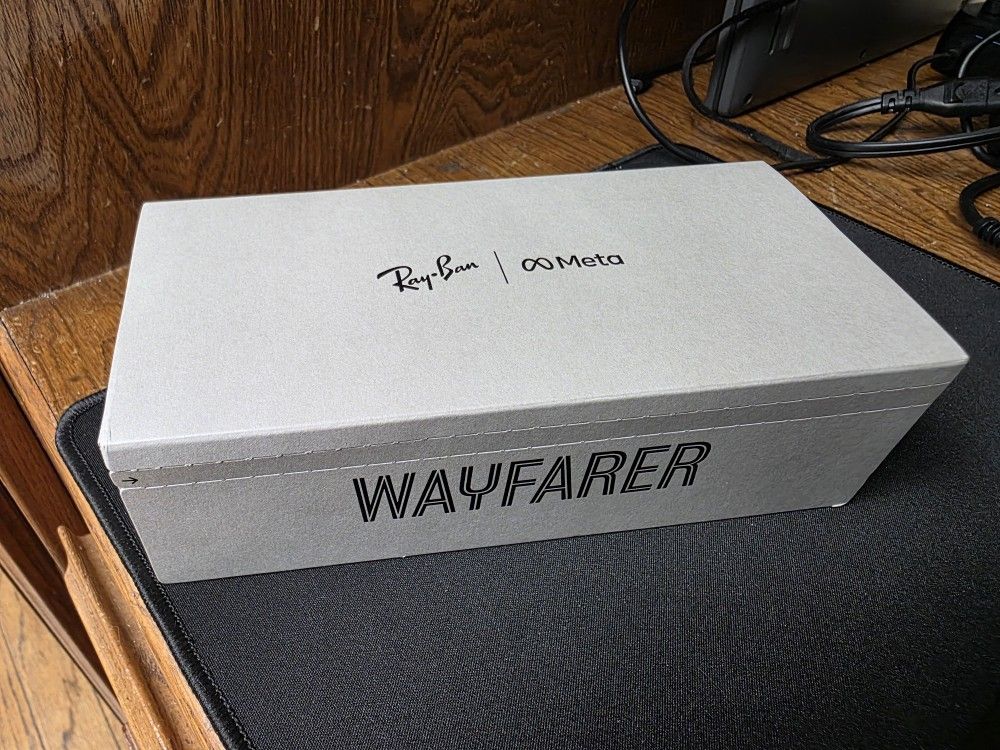 Ray-Ban | ∞ Meta
→
WAYFARER